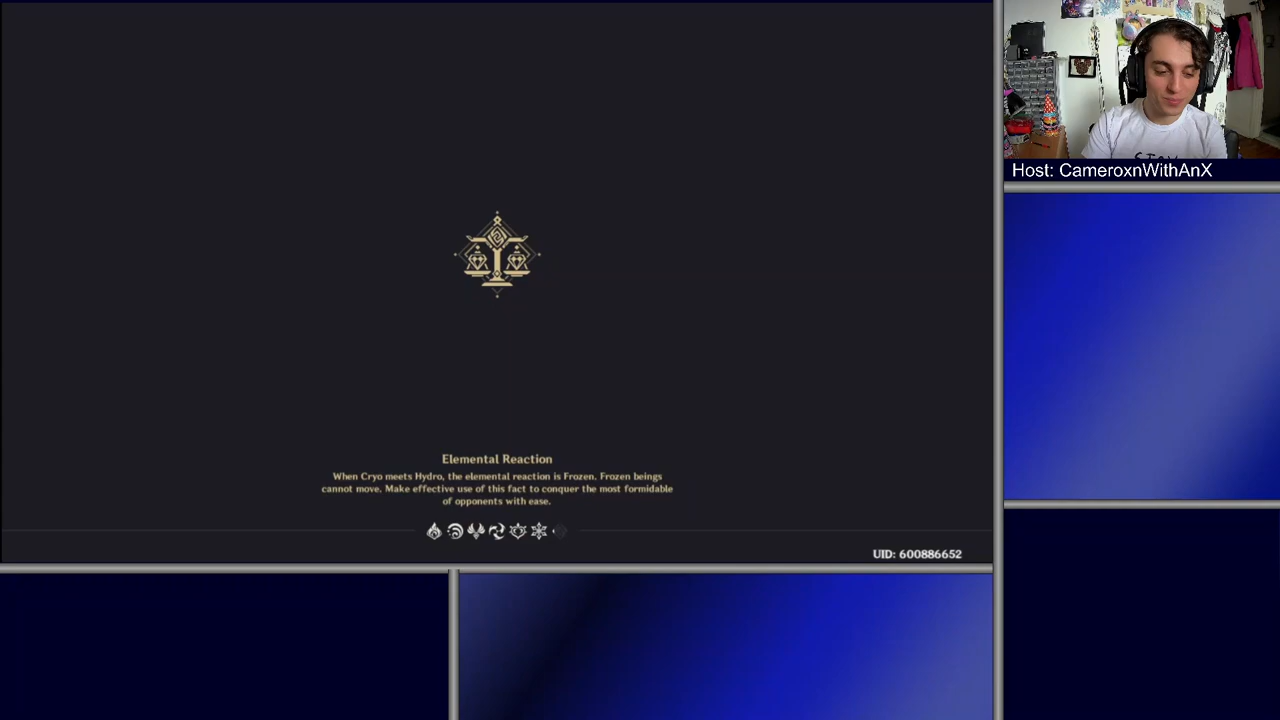 Host: CameroxnWithAnX
Elemental Reaction
When Cryo meets Hydro, the elemental reaction is Frozen. Frozen beings
cannot move. Make effective use of this fact to conquer the most formidable
of opponents with ease.
UID: 600886652